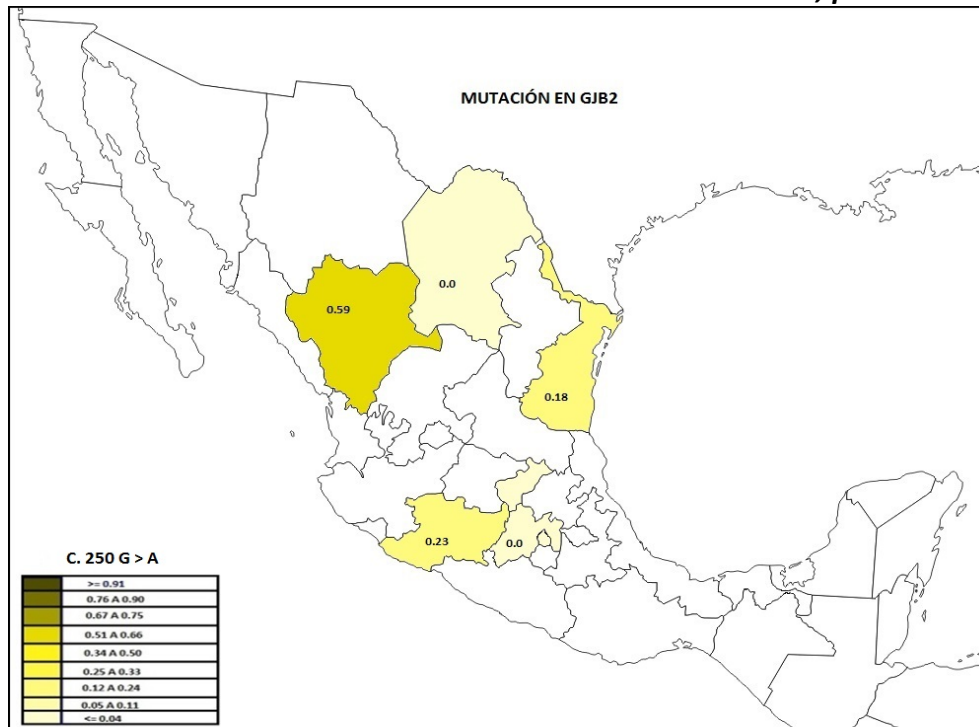 MUTACIÓN EN GJB2
0.59
0.0
0.18
0.23
0.0
C. 250 G > A
>= 0.91
0.76 A 0.90
0.67 A 0.75
0.51 A 0.66
0.34 A 0.50
0.25 A 0.33
0.12 A 0.24
0.05 A 0.11
<= 0.04